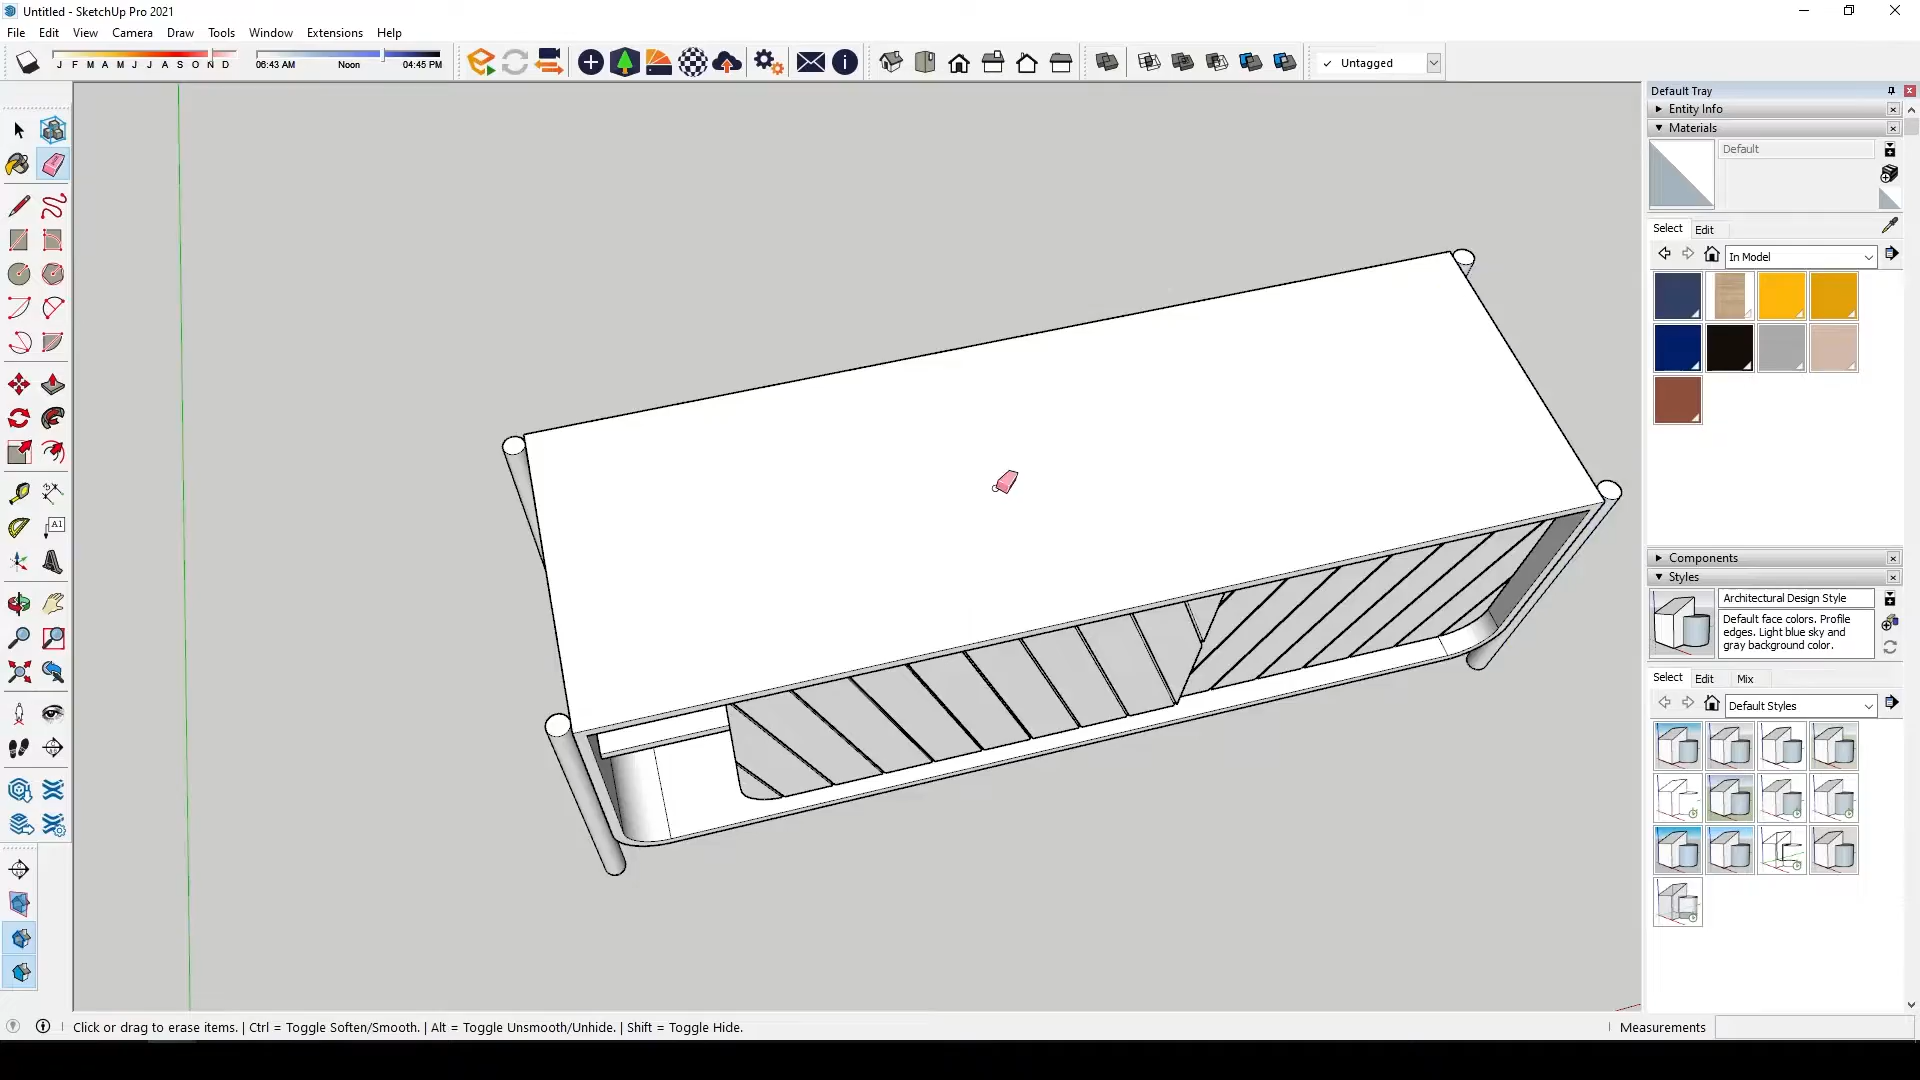 Untitled - SketchUp Pro 2021
File Edit View Camera Draw Tools Window Extensions Help
J F M A M J J A S O N D
06:43 AM Noon 04:45 PM
Untagged
Default Tray
Entity Info
Materials
Default
Select Edit
In Model
A1
Components
Styles
Architectural Design Style
Default face colors. Profile
edges. Light blue sky and
gray background color.
Select Edit Mix
Default Styles
Click or drag to erase items. | Ctrl = Toggle Soften/Smooth. | Alt = Toggle Unsmooth/Unhide. | Shift = Toggle Hide.
Measurements